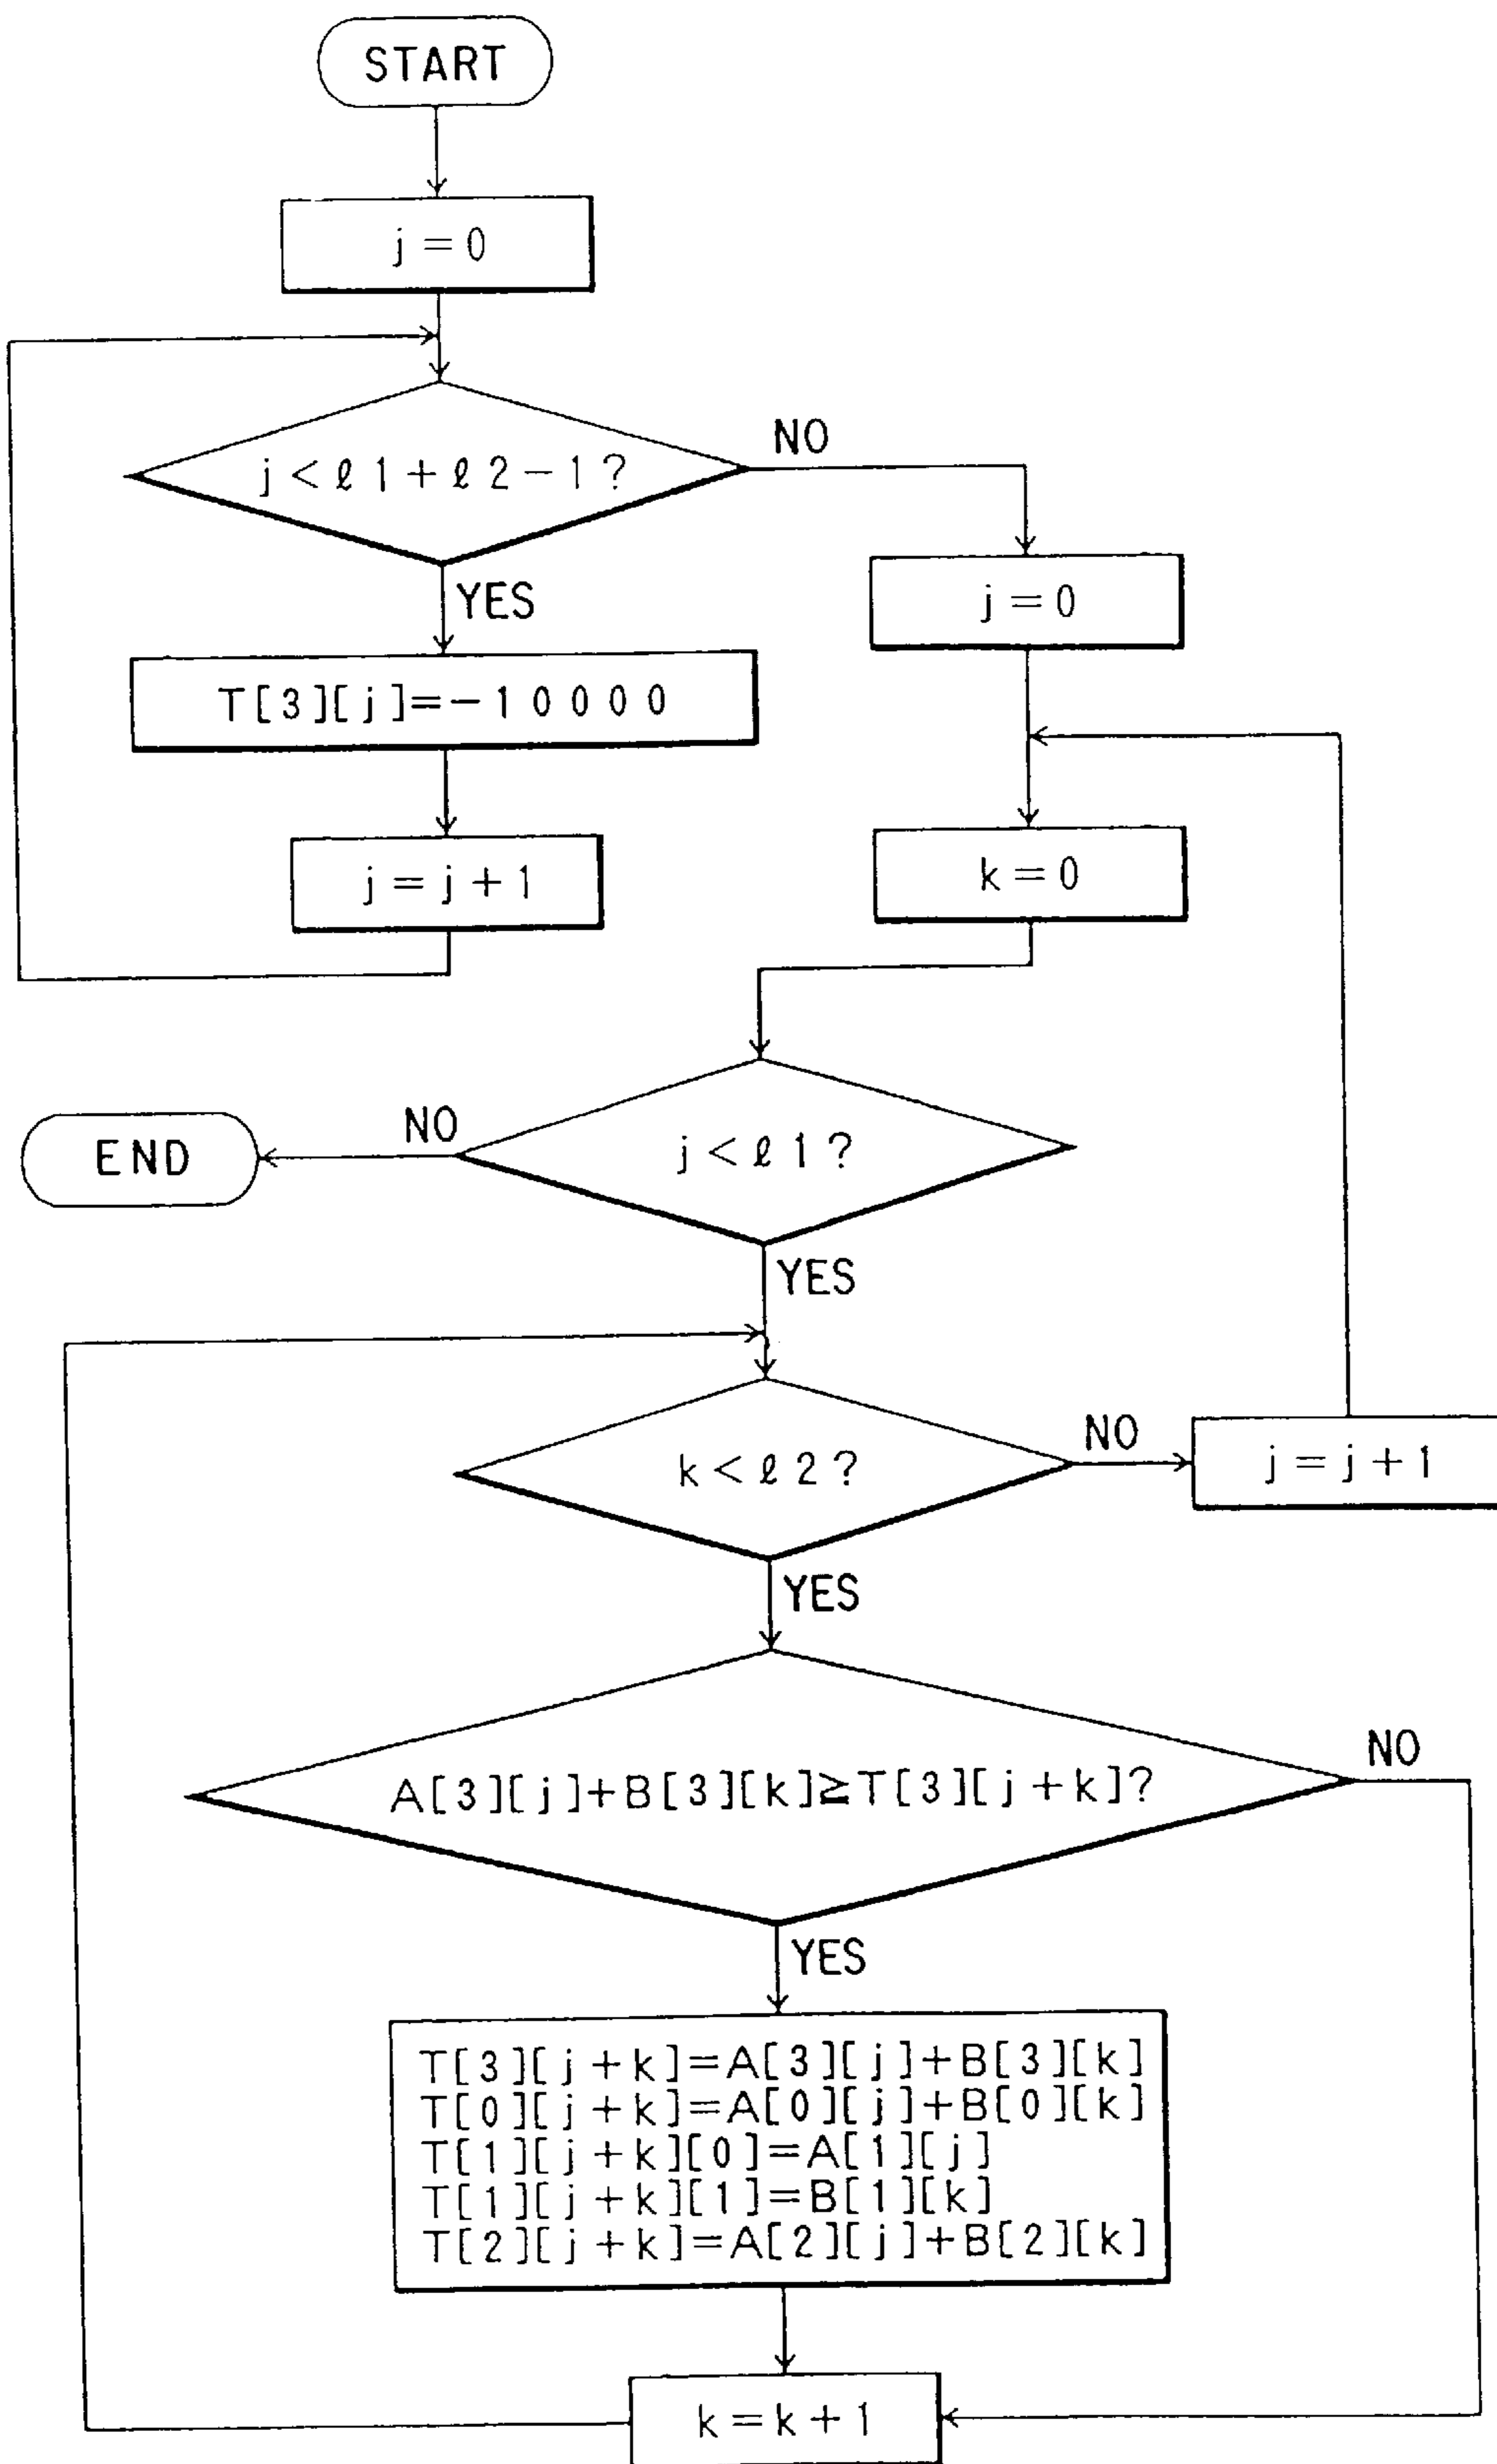 START
j = 0
j < ℓ 1 + ℓ 2 - 1 ?
NO
YES
j = 0
T[3][j]=-10000
j = j + 1
k = 0
j < ℓ 1 ?
NO
END
YES
k < ℓ 2 ?
NO
j = j + 1
YES
A[3][j]+B[3][k]≧T[3][j+k]?
NO
YES
T[3][j+k]=A[3][j]+B[3][k]
T[0][j+k]=A[0][j]+B[0][k]
T[1][j+k][0]=A[1][j]
T[1][j+k][1]=B[1][k]
T[2][j+k]=A[2][j]+B[2][k]
k = k + 1